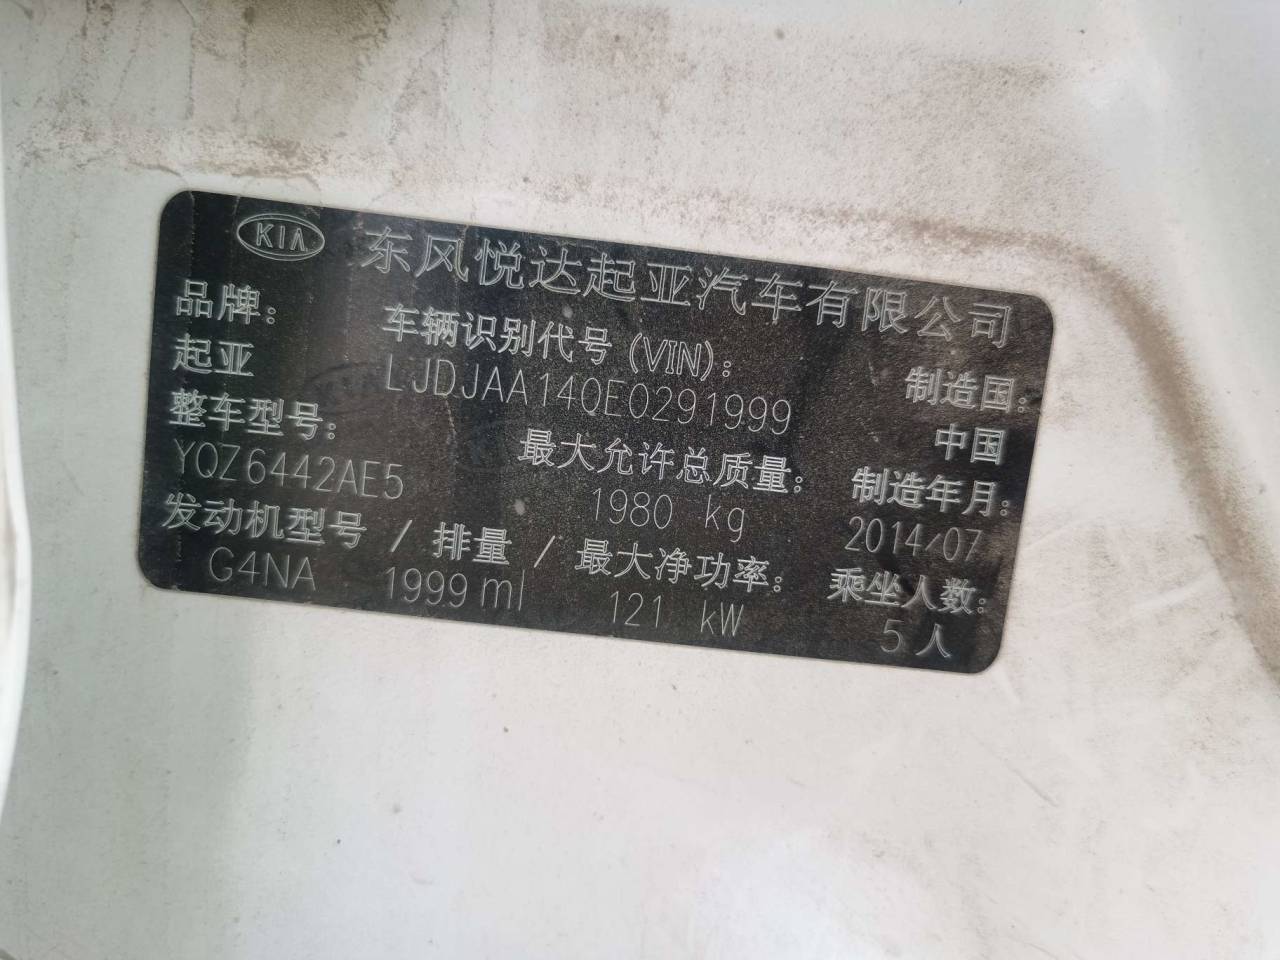 KIA 东风悦达起亚汽车有限公司
品牌: 车辆识别代号 (VIN): 制造国:
起亚 LJDJAA140E0291999 中国
整车型号: 最大允许总质量: 制造年月:
YQZ6442AE5 1980 kg 2014/07
发动机型号 / 排量 / 最大净功率: 乘坐人数:
G4NA 1999 ml 121 kW 5 人